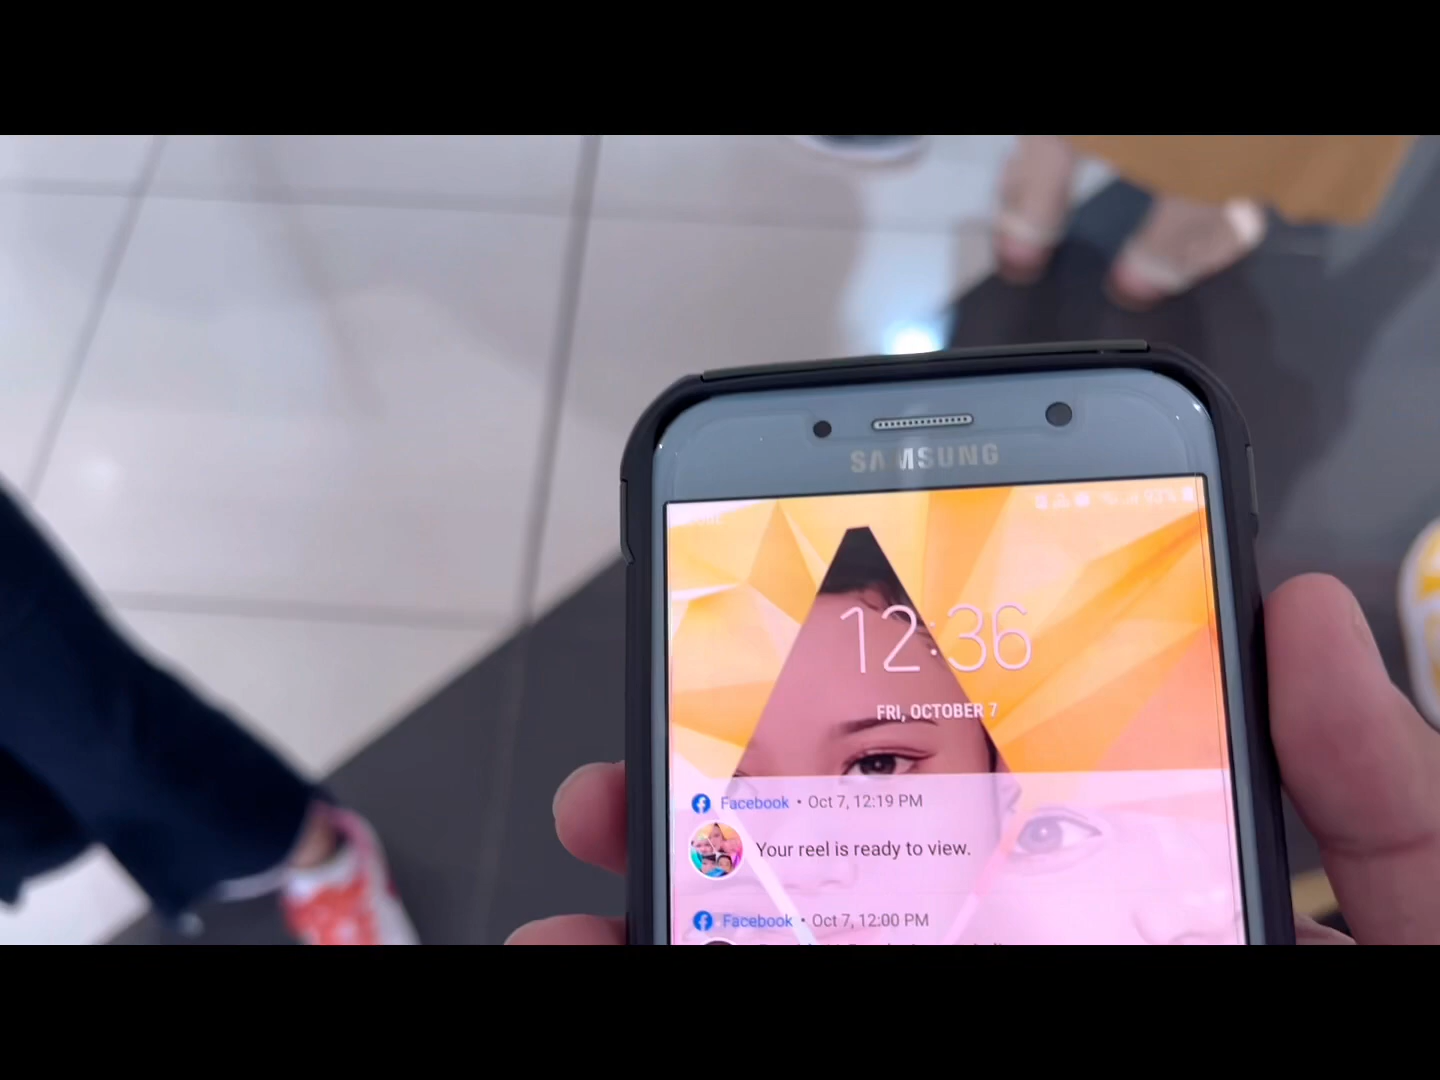 SAMSUNG
93%
12:36
FRI, OCTOBER 7
Facebook • Oct 7, 12:19 PM
Your reel is ready to view.
Facebook • Oct 7, 12:00 PM